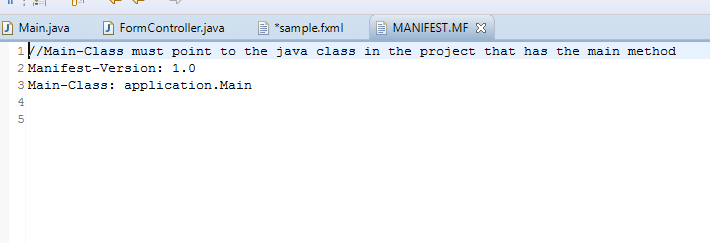 Main.java FormController.java *sample.fxml MANIFEST.MF
1 //Main-Class must point to the java class in the project that has the main method
2 Manifest-Version: 1.0
3 Main-Class: application.Main
4
5